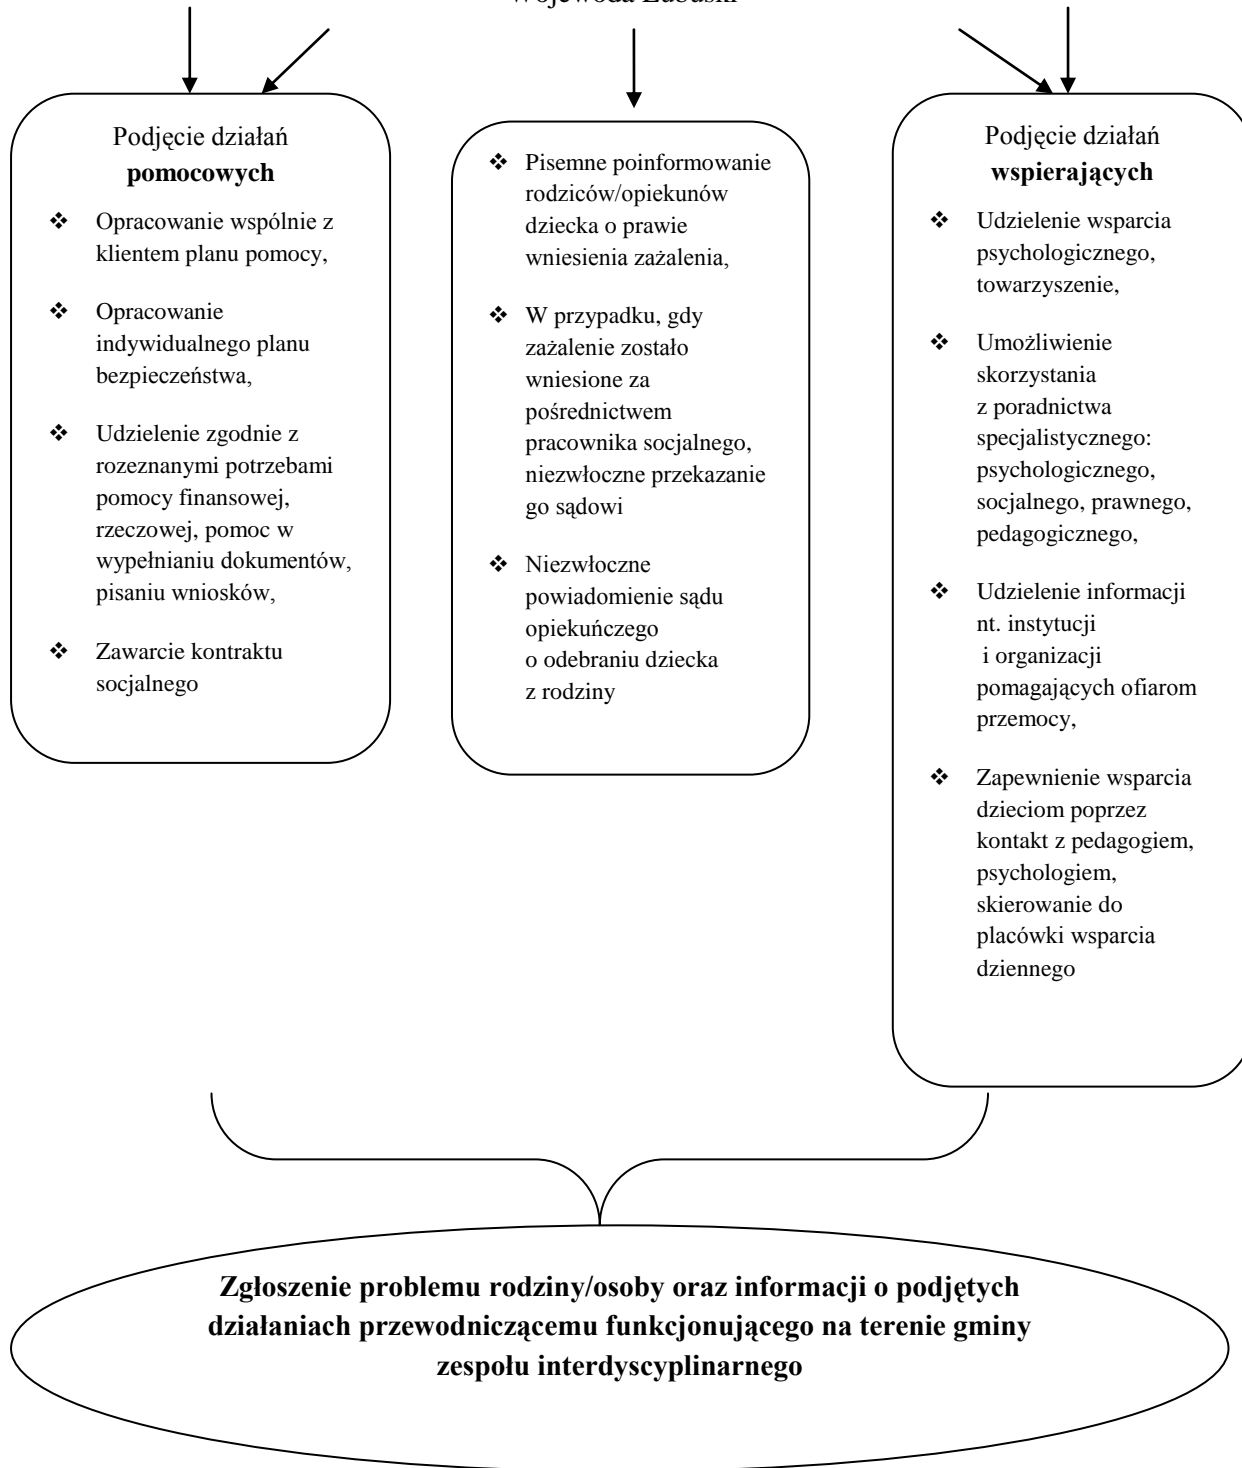 Wojewoda Lubuski
Podjęcie działań
pomocowych
❖ Opracowanie wspólnie z
klientem planu pomocy,
❖ Opracowanie
indywidualnego planu
bezpieczeństwa,
❖ Udzielenie zgodnie z
rozeznanymi potrzebami
pomocy finansowej,
rzeczowej, pomoc w
wypełnianiu dokumentów,
pisaniu wniosków,
❖ Zawarcie kontraktu
socjalnego
❖ Pisemne poinformowanie
rodziców/opiekunów
dziecka o prawie
wniesienia zażalenia,
❖ W przypadku, gdy
zażalenie zostało
wniesione za
pośrednictwem
pracownika socjalnego,
niezwłoczne przekazanie
go sądowi
❖ Niezwłoczne
powiadomienie sądu
opiekuńczego
o odebraniu dziecka
z rodziny
Podjęcie działań
wspierających
❖ Udzielenie wsparcia
psychologicznego,
towarzyszenie,
❖ Umożliwienie
skorzystania
z poradnictwa
specjalistycznego:
psychologicznego,
socjalnego, prawnego,
pedagogicznego,
❖ Udzielenie informacji
nt. instytucji
i organizacji
pomagających ofiarom
przemocy,
❖ Zapewnienie wsparcia
dzieciom poprzez
kontakt z pedagogiem,
psychologiem,
skierowanie do
placówki wsparcia
dziennego
Zgłoszenie problemu rodziny/osoby oraz informacji o podjętych
działaniach przewodniczącemu funkcjonującego na terenie gminy
zespołu interdyscyplinarnego